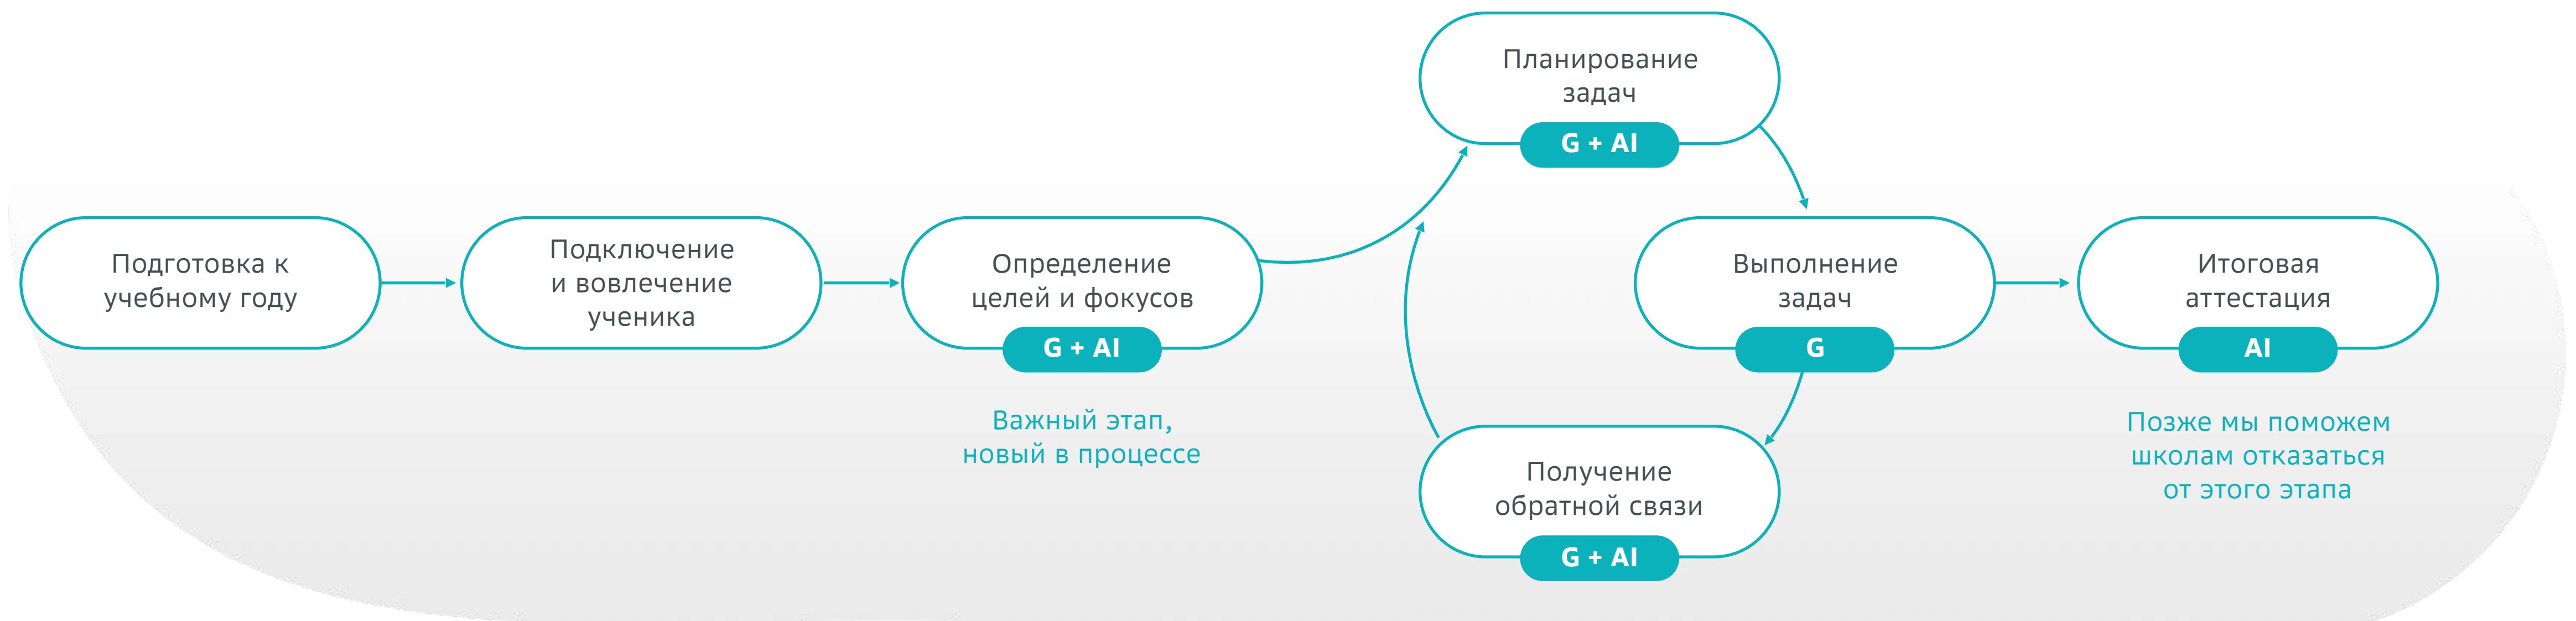 Подготовка к
учебному году
Подключение
и вовлечение
ученика
Определение
целей и фокусов
G + AI
Важный этап,
новый в процессе
Планирование
задач
G + AI
Выполнение
задач
G
Получение
обратной связи
G + AI
Итоговая
аттестация
AI
Позже мы поможем
школам отказаться
от этого этапа